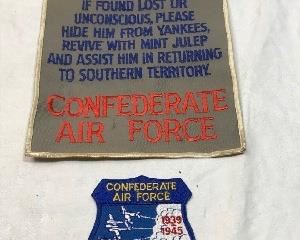 IF FOUND LOST OR
UNCONSCIOUS, PLEASE
HIDE HIM FROM YANKEES,
REVIVE WITH MINT JULEP
AND ASSIST HIM IN RETURNING
TO SOUTHERN TERRITORY.
CONFEDERATE
AIR FORCE
CONFEDERATE
AIR FORCE
1939
1945